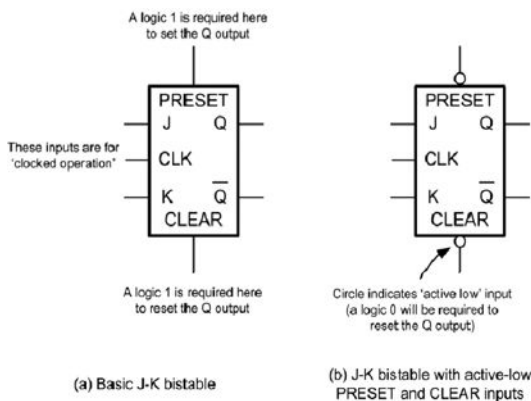 A logic 1 is required here
to set the Q output
PRESET
J Q
These inputs are for
'clocked operation'
CLK
K Q̅
CLEAR
A logic 1 is required here
to reset the Q output
(a) Basic J-K bistable
PRESET
J Q
CLK
K Q̅
CLEAR
Circle indicates 'active low' input
(a logic 0 will be required to
reset the Q output)
(b) J-K bistable with active-low
PRESET and CLEAR inputs